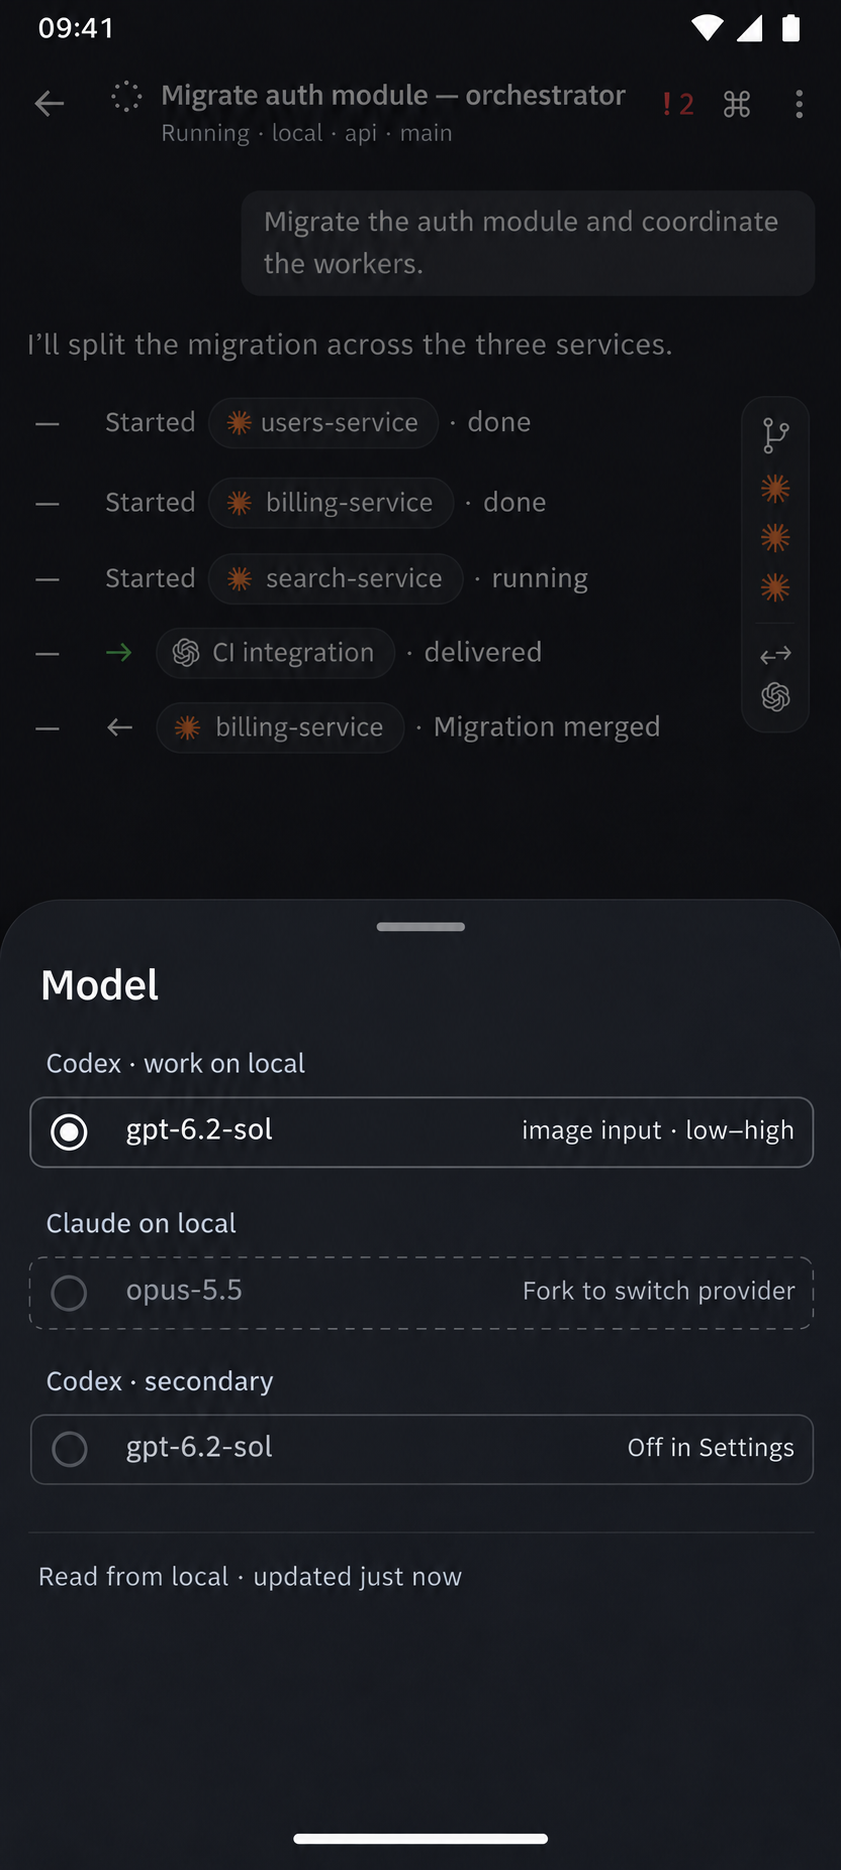 09:41
Migrate auth module — orchestrator
! 2
Running · local · api · main
Migrate the auth module and coordinate
the workers.
I’ll split the migration across the three services.
Started users-service · done
Started billing-service · done
Started search-service · running
→ CI integration · delivered
← billing-service · Migration merged
Model
Codex · work on local
gpt-6.2-sol image input · low–high
Claude on local
opus-5.5 Fork to switch provider
Codex · secondary
gpt-6.2-sol Off in Settings
Read from local · updated just now